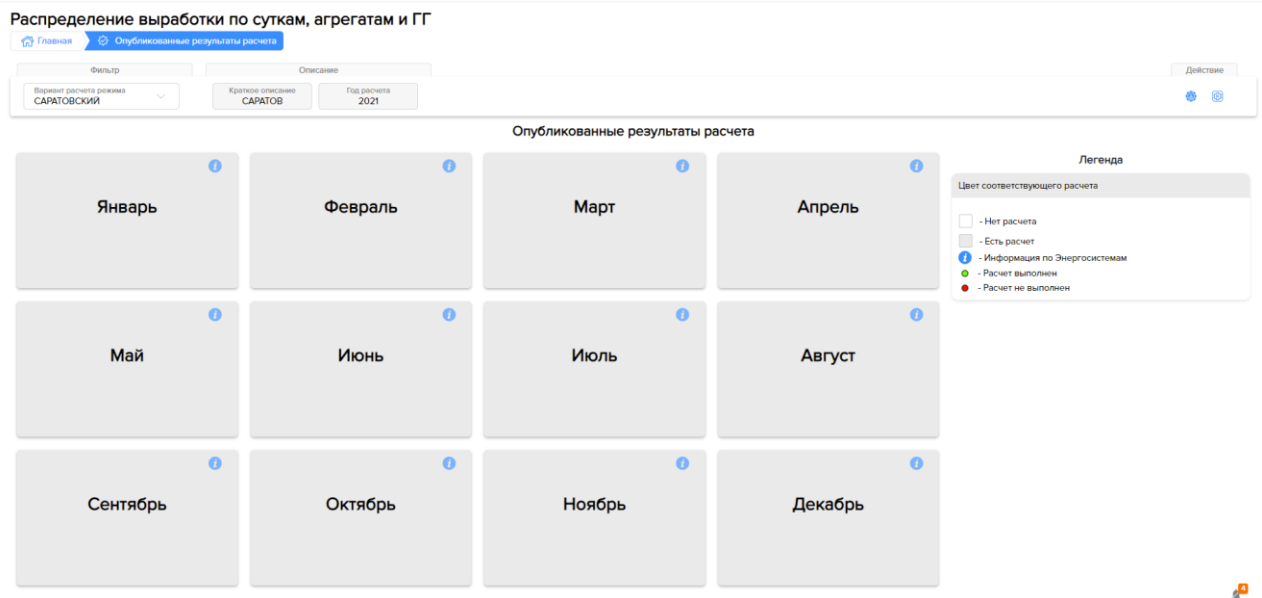 Распределение выработки по суткам, агрегатам и ГГ
Главная Опубликованные результаты расчета
Фильтр Описание Действие
Вариант расчета режима Краткое описание Год расчета
САРАТОВСКИЙ САРАТОВ 2021
Опубликованные результаты расчета
Легенда
Цвет соответствующего расчета
- Нет расчета
- Есть расчет
i - Информация по Энергосистемам
- Расчет выполнен
- Расчет не выполнен
i i i i
Январь Февраль Март Апрель
i i i i
Май Июнь Июль Август
i i i i
Сентябрь Октябрь Ноябрь Декабрь
4